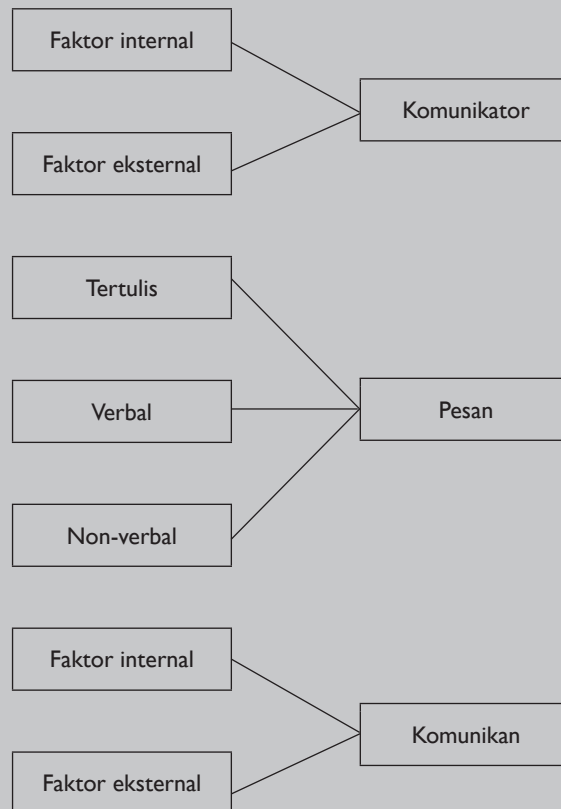 Faktor internal
Komunikator
Faktor eksternal
Tertulis
Verbal
Pesan
Non-verbal
Faktor internal
Komunikan
Faktor eksternal